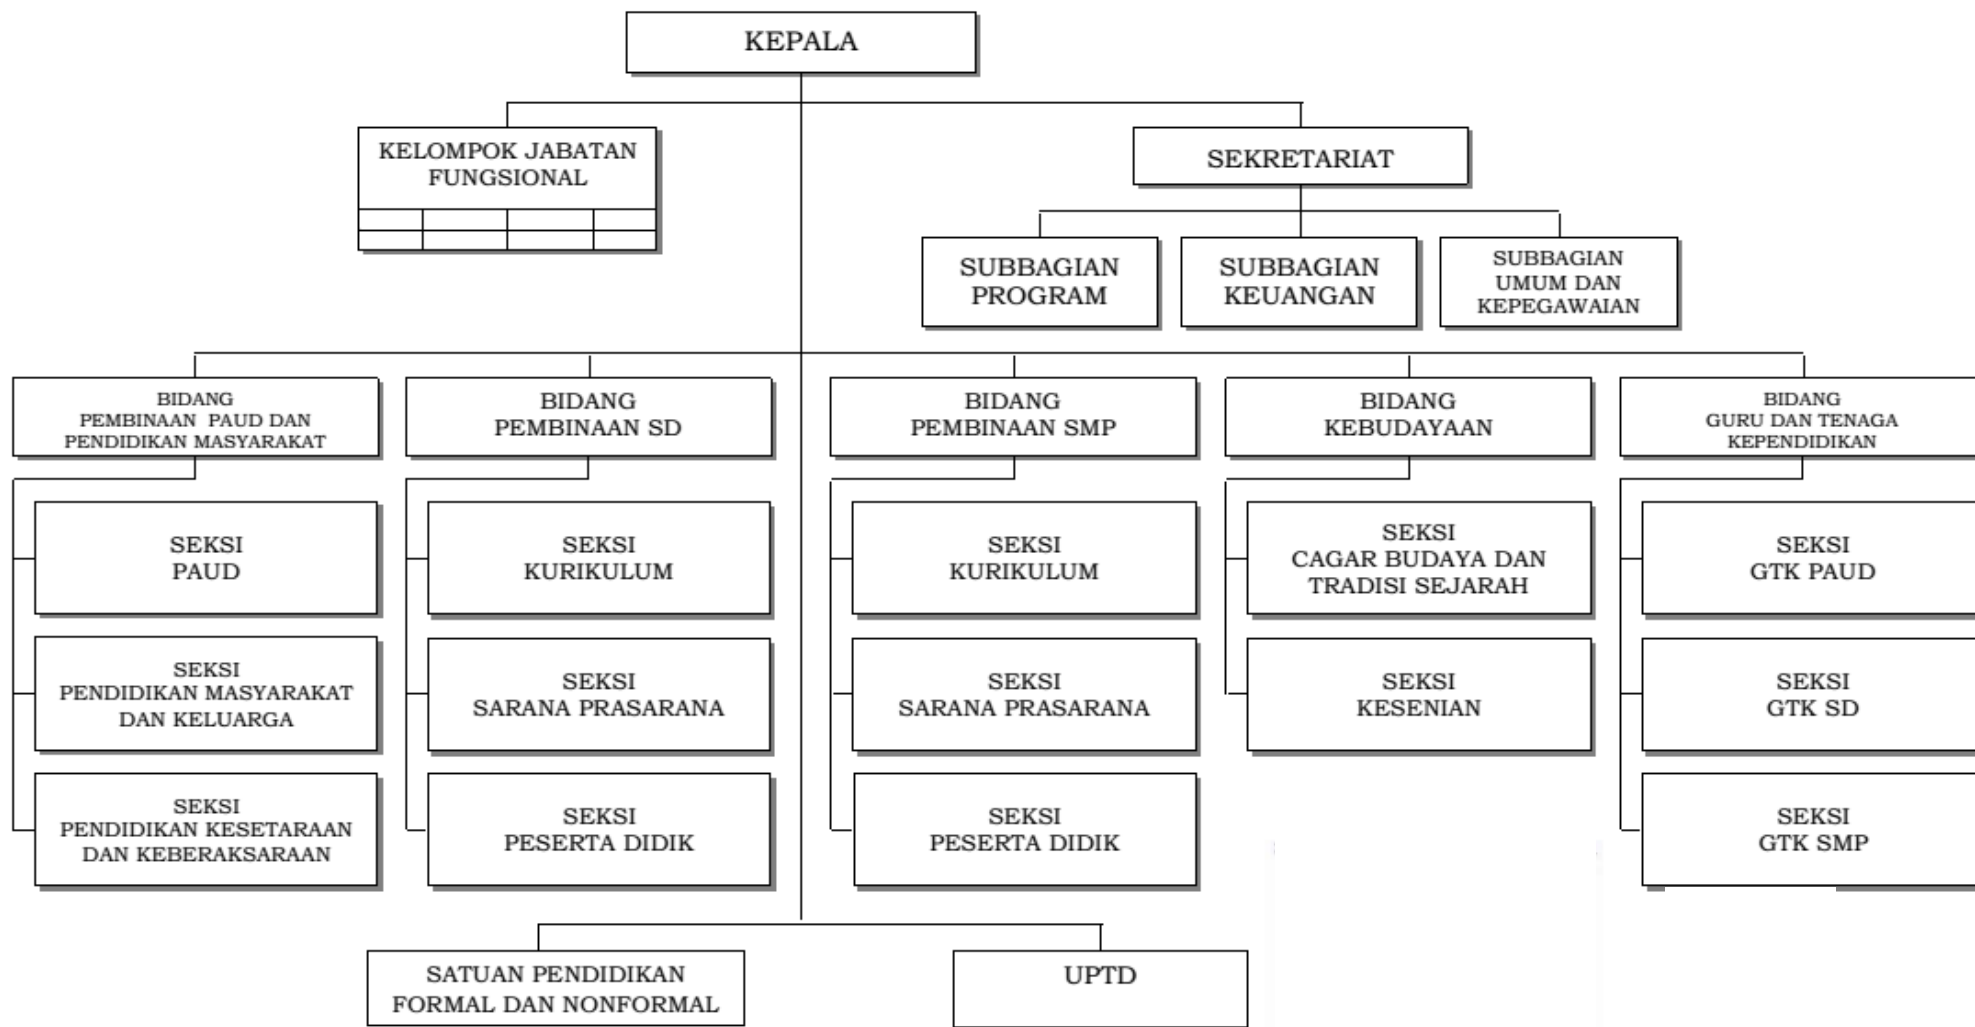 KEPALA
KELOMPOK JABATAN
FUNGSIONAL
SEKRETARIAT
SUBBAGIAN
PROGRAM
SUBBAGIAN
KEUANGAN
SUBBAGIAN
UMUM DAN
KEPEGAWAIAN
BIDANG
PEMBINAAN PAUD DAN
PENDIDIKAN MASYARAKAT
BIDANG
PEMBINAAN SD
BIDANG
PEMBINAAN SMP
BIDANG
KEBUDAYAAN
BIDANG
GURU DAN TENAGA
KEPENDIDIKAN
SEKSI
PAUD
SEKSI
KURIKULUM
SEKSI
KURIKULUM
SEKSI
CAGAR BUDAYA DAN
TRADISI SEJARAH
SEKSI
GTK PAUD
SEKSI
PENDIDIKAN MASYARAKAT
DAN KELUARGA
SEKSI
SARANA PRASARANA
SEKSI
SARANA PRASARANA
SEKSI
KESENIAN
SEKSI
GTK SD
SEKSI
PENDIDIKAN KESETARAAN
DAN KEBERAKSARAAN
SEKSI
PESERTA DIDIK
SEKSI
PESERTA DIDIK
SEKSI
GTK SMP
SATUAN PENDIDIKAN
FORMAL DAN NONFORMAL
UPTD